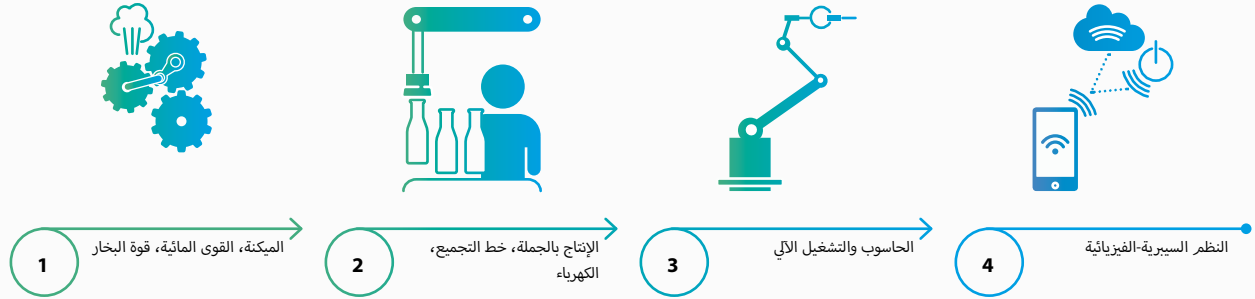 1
الميكنة، القوى المائية، قوة البخار
2
الإنتاج بالجملة، خط التجميع،
الكهرباء
3
الحاسوب والتشغيل الآلي
4
النظم السيبرية-الفيزيائية